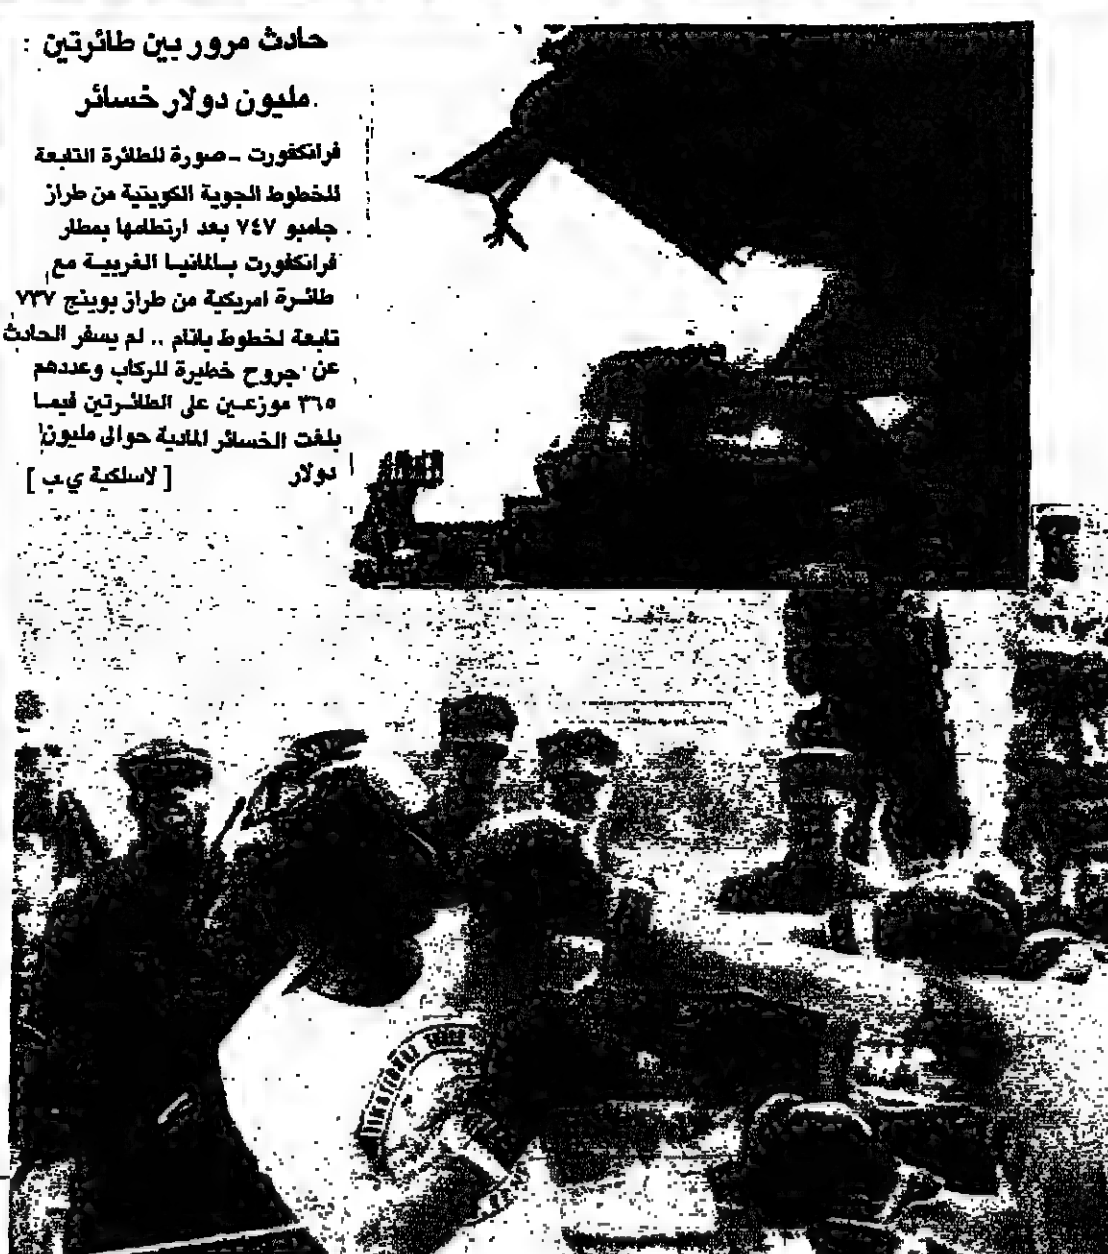 حادث مرور بين طائرتين :
مليون دولار خسائر
فرانكفورت - صورة للطائرة التابعة
للخطوط الجوية الكويتية من طراز
جامبو ٧٤٧ بعد ارتطامها بمطار
فرانكفورت بالمانيا الغربية مع
طائرة امريكية من طراز بوينج ٧٣٧
تابعة لخطوط بانام .. لم يسفر الحادث
عن جروح خطيرة للركاب وعددهم
٣٦٥ موزعين على الطائرتين فيما
بلغت الخسائر المادية حوالى مليون
دولار [ لاسلكية ي.ب ]